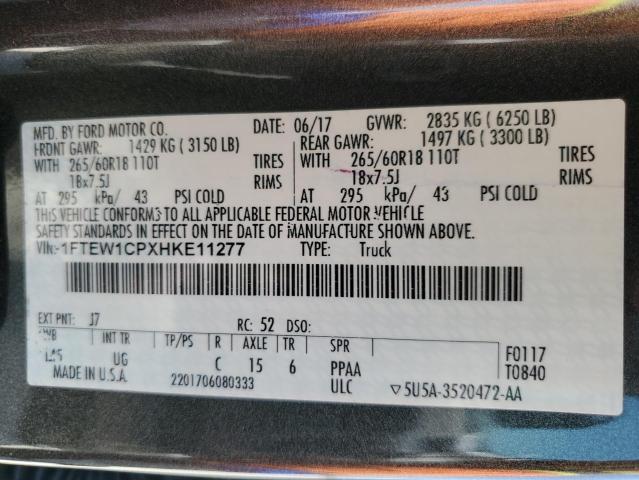 MFD. BY FORD MOTOR CO. DATE: 06/17 GVWR: 2835 KG ( 6250 LB)
FRONT GAWR: 1429 KG ( 3150 LB) REAR GAWR: 1497 KG ( 3300 LB)
WITH 265/60R18 110T TIRES WITH 265/60R18 110T TIRES
18x7.5J RIMS 18x7.5J RIMS
AT 295 kPa/ 43 PSI COLD AT 295 kPa/ 43 PSI COLD
THIS VEHICLE CONFORMS TO ALL APPLICABLE FEDERAL MOTOR VEHICLE
SAFETY STANDARDS IN EFFECT ON THE DATE OF MANUFACTURE SHOWN ABOVE.
VIN: 1FTEW1CPXHKE11277 TYPE: Truck
EXT PNT: J7 RC: 52 DSO:
WB INT TR TP/PS R AXLE TR SPR F0117
UG C 15 6 PPAA T0840
MADE IN U.S.A. 2201706080333 ULC ▽5U5A-3520472-AA